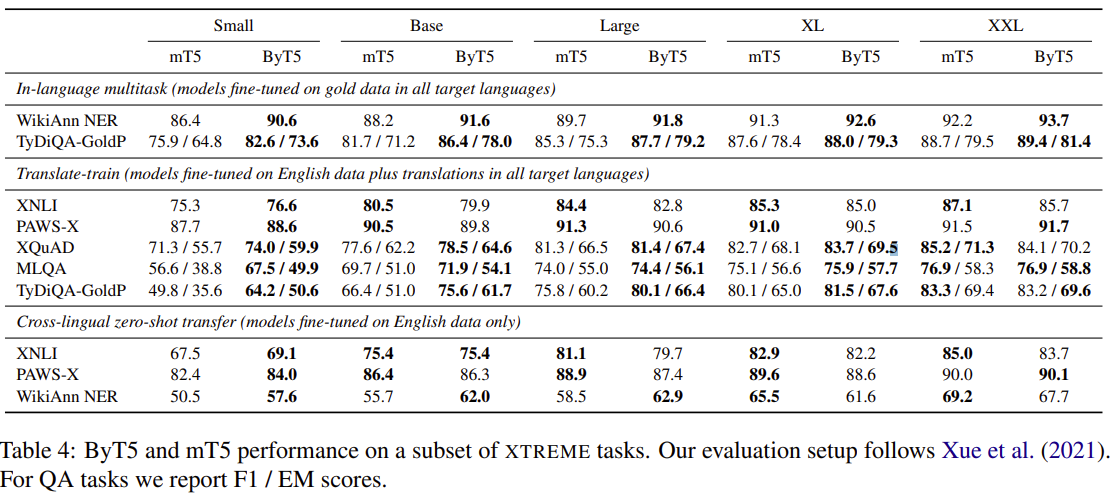 Small Base Large XL XXL
mT5 ByT5 mT5 ByT5 mT5 ByT5 mT5 ByT5 mT5 ByT5
In-language multitask (models fine-tuned on gold data in all target languages)
WikiAnn NER 86.4 90.6 88.2 91.6 89.7 91.8 91.3 92.6 92.2 93.7
TyDiQA-GoldP 75.9 / 64.8 82.6 / 73.6 81.7 / 71.2 86.4 / 78.0 85.3 / 75.3 87.7 / 79.2 87.6 / 78.4 88.0 / 79.3 88.7 / 79.5 89.4 / 81.4
Translate-train (models fine-tuned on English data plus translations in all target languages)
XNLI 75.3 76.6 80.5 79.9 84.4 82.8 85.3 85.0 87.1 85.7
PAWS-X 87.7 88.6 90.5 89.8 91.3 90.6 91.0 90.5 91.5 91.7
XQuAD 71.3 / 55.7 74.0 / 59.9 77.6 / 62.2 78.5 / 64.6 81.3 / 66.5 81.4 / 67.4 82.7 / 68.1 83.7 / 69.5 85.2 / 71.3 84.1 / 70.2
MLQA 56.6 / 38.8 67.5 / 49.9 69.7 / 51.0 71.9 / 54.1 74.0 / 55.0 74.4 / 56.1 75.1 / 56.6 75.9 / 57.7 76.9 / 58.3 76.9 / 58.8
TyDiQA-GoldP 49.8 / 35.6 64.2 / 50.6 66.4 / 51.0 75.6 / 61.7 75.8 / 60.2 80.1 / 66.4 80.1 / 65.0 81.5 / 67.6 83.3 / 69.4 83.2 / 69.6
Cross-lingual zero-shot transfer (models fine-tuned on English data only)
XNLI 67.5 69.1 75.4 75.4 81.1 79.7 82.9 82.2 85.0 83.7
PAWS-X 82.4 84.0 86.4 86.3 88.9 87.4 89.6 88.6 90.0 90.1
WikiAnn NER 50.5 57.6 55.7 62.0 58.5 62.9 65.5 61.6 69.2 67.7
Table 4: ByT5 and mT5 performance on a subset of XTREME tasks. Our evaluation setup follows Xue et al. (2021).
For QA tasks we report F1 / EM scores.